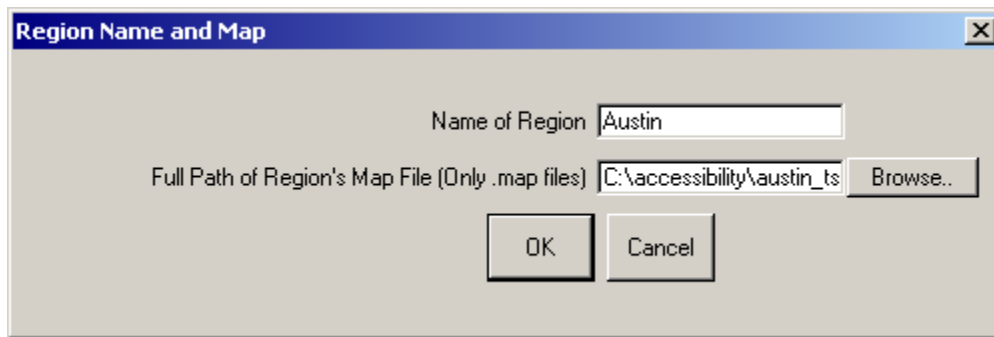 Region Name and Map
Name of Region Austin
Full Path of Region's Map File (Only .map files) C:\accessibility\austin_ts Browse..
OK Cancel